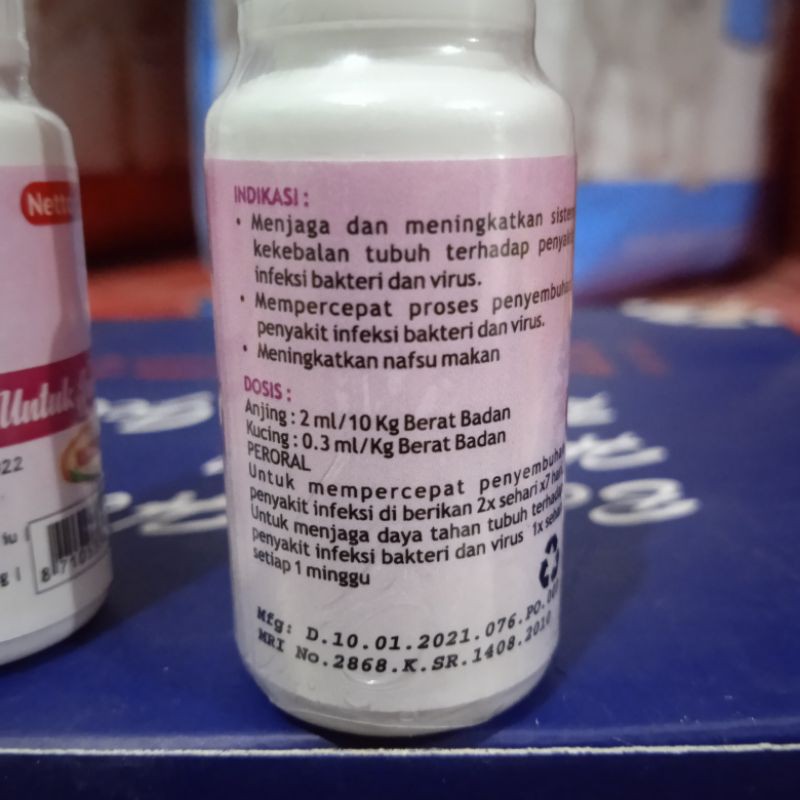 INDIKASI :
• Menjaga dan meningkatkan sistem
kekebalan tubuh terhadap penyakit
infeksi bakteri dan virus.
• Mempercepat proses penyembuhan
penyakit infeksi bakteri dan virus.
• Meningkatkan nafsu makan
DOSIS :
Anjing : 2 ml/10 Kg Berat Badan
Kucing : 0.3 ml/Kg Berat Badan
PERORAL
Untuk mempercepat penyembuhan
penyakit infeksi di berikan 2x sehari x7 hari.
Untuk menjaga daya tahan tubuh terhadap
penyakit infeksi bakteri dan virus 1x sehari
setiap 1 minggu
Mfg: D.10.01.2021.076.PO.
MRI No.2868.K.SR.1408.2010
Netto
Untuk